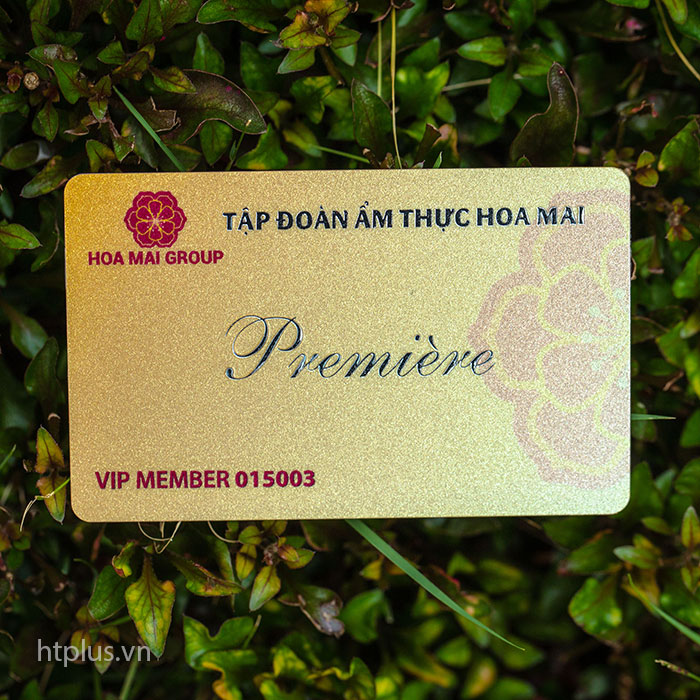 TẬP ĐOÀN ẨM THỰC HOA MAI
HOA MAI GROUP
Première
VIP MEMBER 015003
htplus.vn